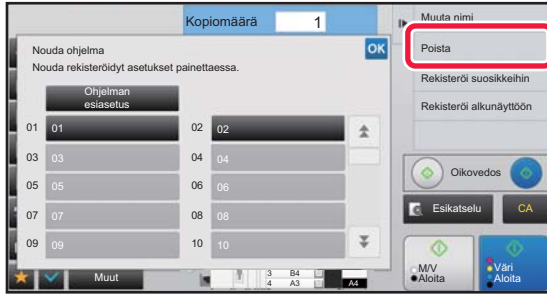 Kopiomäärä 1
Nouda ohjelma
OK
Nouda rekisteröidyt asetukset painettaessa.
Ohjelman
esiasetus
01 01 02 02
03 03 04 04
05 05 06 06
07 07 08 08
09 09 10 10
Muut
3 B4
4 A3
A4
Muuta nimi
Poista
Rekisteröi suosikkeihin
Rekisteröi alkunäyttöön
Oikovedos
Esikatselu
CA
M/V
Aloita
Väri
Aloita